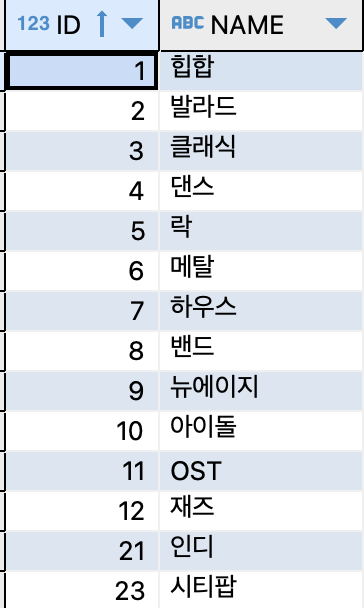 123 ID ABC NAME
1 힙합
2 발라드
3 클래식
4 댄스
5 락
6 메탈
7 하우스
8 밴드
9 뉴에이지
10 아이돌
11 OST
12 재즈
21 인디
23 시티팝